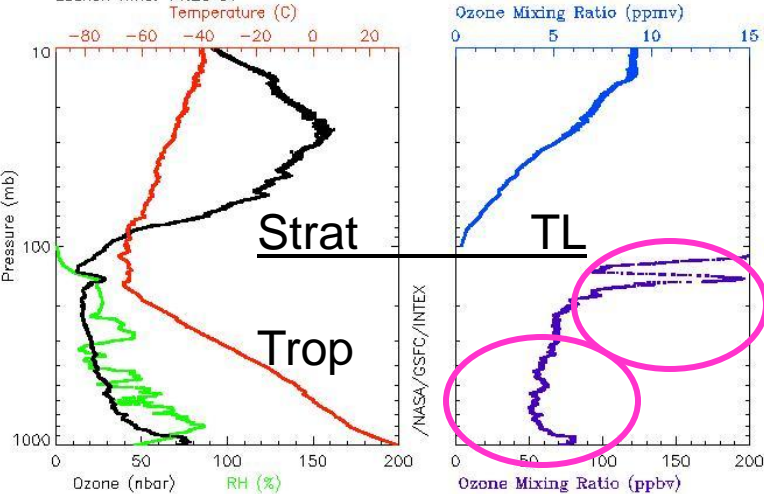 Temperature (C)
-80 -60 -40 -20 0 20
Ozone Mixing Ratio (ppmv)
0 5 10 15
10
100
1000
Pressure (mb)
Strat TL
Trop
/NASA/GSFC/INTEX
0 50 100 150 200
Ozone (nbar) RH (%)
0 50 100 150 200
Ozone Mixing Ratio (ppbv)